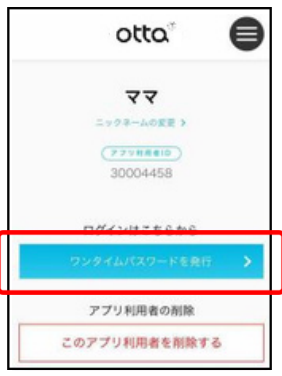 otta
ママ
ニックネームの変更 >
アプリ利用者ID
30004458
ログインはこちらから
ワンタイムパスワードを発行 >
アプリ利用者の削除
このアプリ利用者を削除する